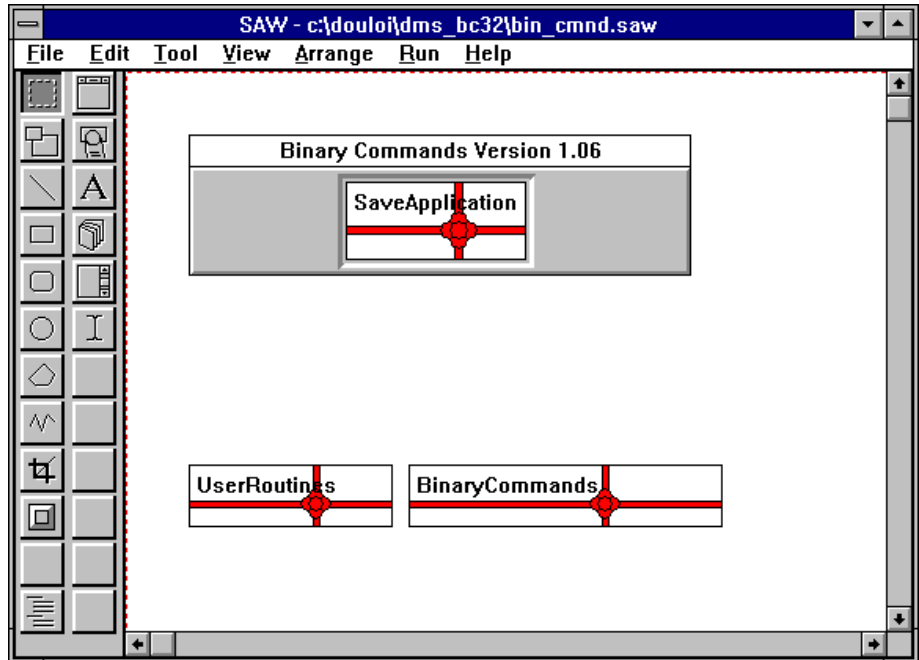 SAW - c:\douloi\dms_bc32\bin_cmnd.saw
File Edit Tool View Arrange Run Help
A
Binary Commands Version 1.06
SaveApplication
UserRoutines
BinaryCommands